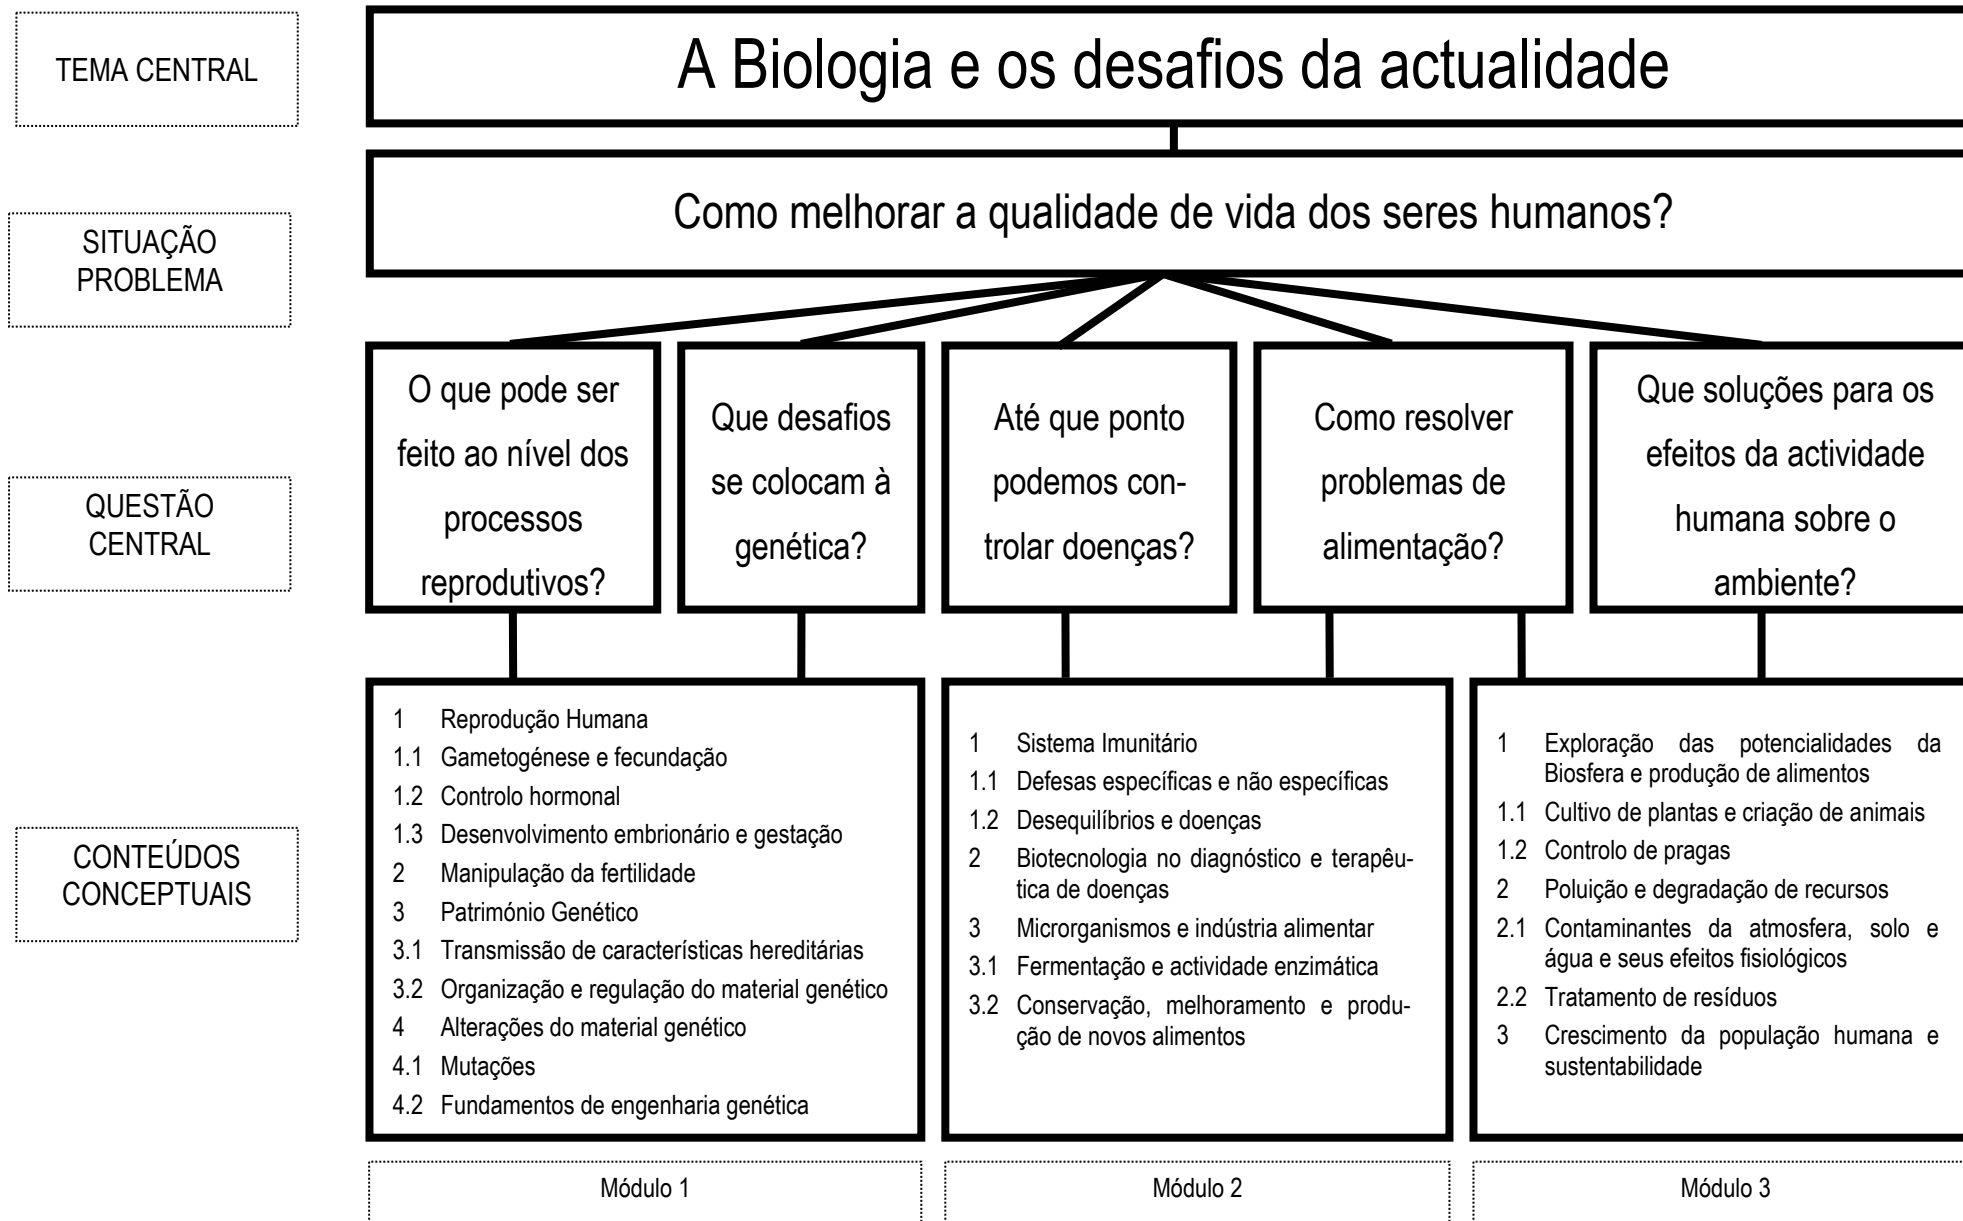 TEMA CENTRAL
A Biologia e os desafios da actualidade
SITUAÇÃO
PROBLEMA
Como melhorar a qualidade de vida dos seres humanos?
QUESTÃO
CENTRAL
O que pode ser
feito ao nível dos
processos
reprodutivos?
Que desafios
se colocam à
genética?
Até que ponto
podemos con-
trolar doenças?
Como resolver
problemas de
alimentação?
Que soluções para os
efeitos da actividade
humana sobre o
ambiente?
CONTEÚDOS
CONCEPTUAIS
1 Reprodução Humana
1.1 Gametogénese e fecundação
1.2 Controlo hormonal
1.3 Desenvolvimento embrionário e gestação
2 Manipulação da fertilidade
3 Património Genético
3.1 Transmissão de características hereditárias
3.2 Organização e regulação do material genético
4 Alterações do material genético
4.1 Mutações
4.2 Fundamentos de engenharia genética
1 Sistema Imunitário
1.1 Defesas específicas e não específicas
1.2 Desequilíbrios e doenças
2 Biotecnologia no diagnóstico e terapêu-
tica de doenças
3 Microrganismos e indústria alimentar
3.1 Fermentação e actividade enzimática
3.2 Conservação, melhoramento e produ-
ção de novos alimentos
1 Exploração das potencialidades da
Biosfera e produção de alimentos
1.1 Cultivo de plantas e criação de animais
1.2 Controlo de pragas
2 Poluição e degradação de recursos
2.1 Contaminantes da atmosfera, solo e
água e seus efeitos fisiológicos
2.2 Tratamento de resíduos
3 Crescimento da população humana e
sustentabilidade
Módulo 1
Módulo 2
Módulo 3